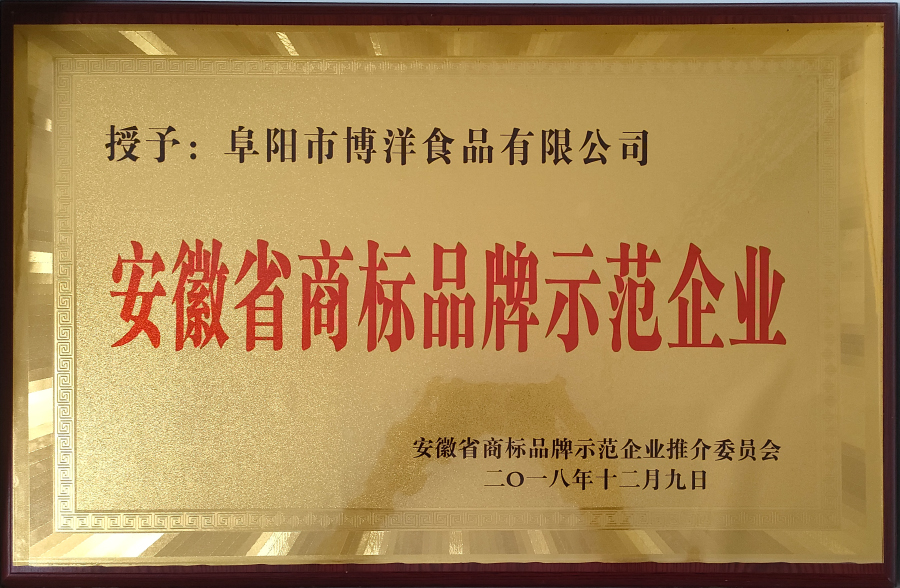 授予：阜阳市博洋食品有限公司
安徽省商标品牌示范企业
安徽省商标品牌示范企业推介委员会
二〇一八年十二月九日